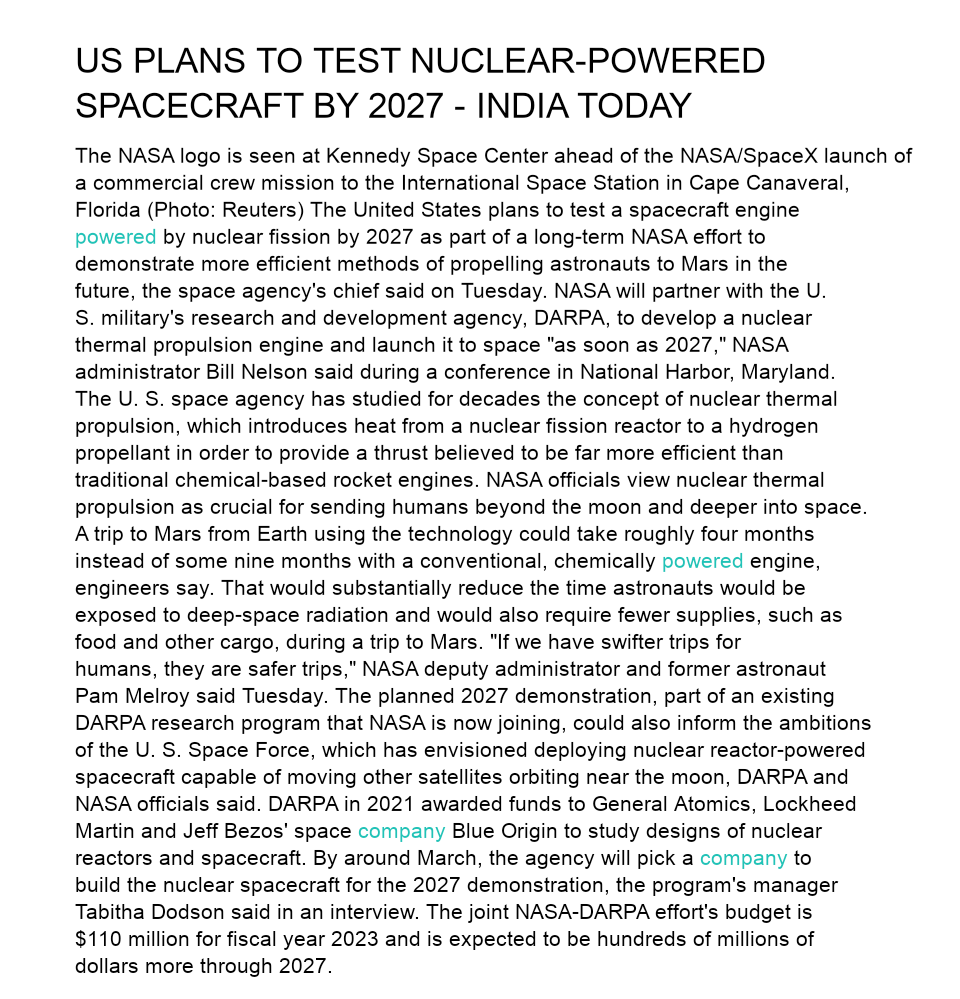 US PLANS TO TEST NUCLEAR-POWERED
SPACECRAFT BY 2027 - INDIA TODAY
The NASA logo is seen at Kennedy Space Center ahead of the NASA/SpaceX launch of
a commercial crew mission to the International Space Station in Cape Canaveral,
Florida (Photo: Reuters) The United States plans to test a spacecraft engine
powered by nuclear fission by 2027 as part of a long-term NASA effort to
demonstrate more efficient methods of propelling astronauts to Mars in the
future, the space agency's chief said on Tuesday. NASA will partner with the U.
S. military's research and development agency, DARPA, to develop a nuclear
thermal propulsion engine and launch it to space "as soon as 2027," NASA
administrator Bill Nelson said during a conference in National Harbor, Maryland.
The U. S. space agency has studied for decades the concept of nuclear thermal
propulsion, which introduces heat from a nuclear fission reactor to a hydrogen
propellant in order to provide a thrust believed to be far more efficient than
traditional chemical-based rocket engines. NASA officials view nuclear thermal
propulsion as crucial for sending humans beyond the moon and deeper into space.
A trip to Mars from Earth using the technology could take roughly four months
instead of some nine months with a conventional, chemically powered engine,
engineers say. That would substantially reduce the time astronauts would be
exposed to deep-space radiation and would also require fewer supplies, such as
food and other cargo, during a trip to Mars. "If we have swifter trips for
humans, they are safer trips," NASA deputy administrator and former astronaut
Pam Melroy said Tuesday. The planned 2027 demonstration, part of an existing
DARPA research program that NASA is now joining, could also inform the ambitions
of the U. S. Space Force, which has envisioned deploying nuclear reactor-powered
spacecraft capable of moving other satellites orbiting near the moon, DARPA and
NASA officials said. DARPA in 2021 awarded funds to General Atomics, Lockheed
Martin and Jeff Bezos' space company Blue Origin to study designs of nuclear
reactors and spacecraft. By around March, the agency will pick a company to
build the nuclear spacecraft for the 2027 demonstration, the program's manager
Tabitha Dodson said in an interview. The joint NASA-DARPA effort's budget is
$110 million for fiscal year 2023 and is expected to be hundreds of millions of
dollars more through 2027.